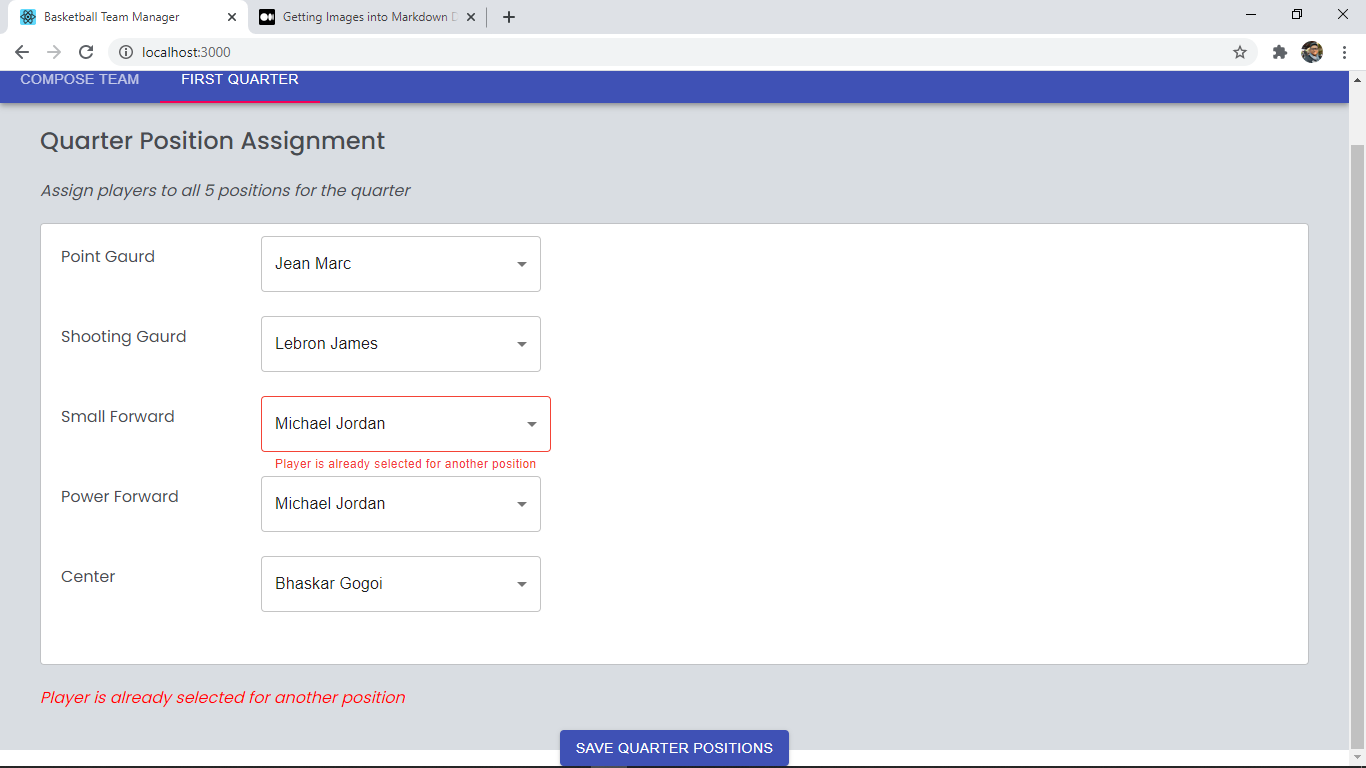 Basketball Team Manager
Getting Images into Markdown D
localhost:3000
COMPOSE TEAM
FIRST QUARTER
Quarter Position Assignment
Assign players to all 5 positions for the quarter
Point Gaurd
Jean Marc
Shooting Gaurd
Lebron James
Small Forward
Michael Jordan
Player is already selected for another position
Power Forward
Michael Jordan
Center
Bhaskar Gogoi
Player is already selected for another position
SAVE QUARTER POSITIONS